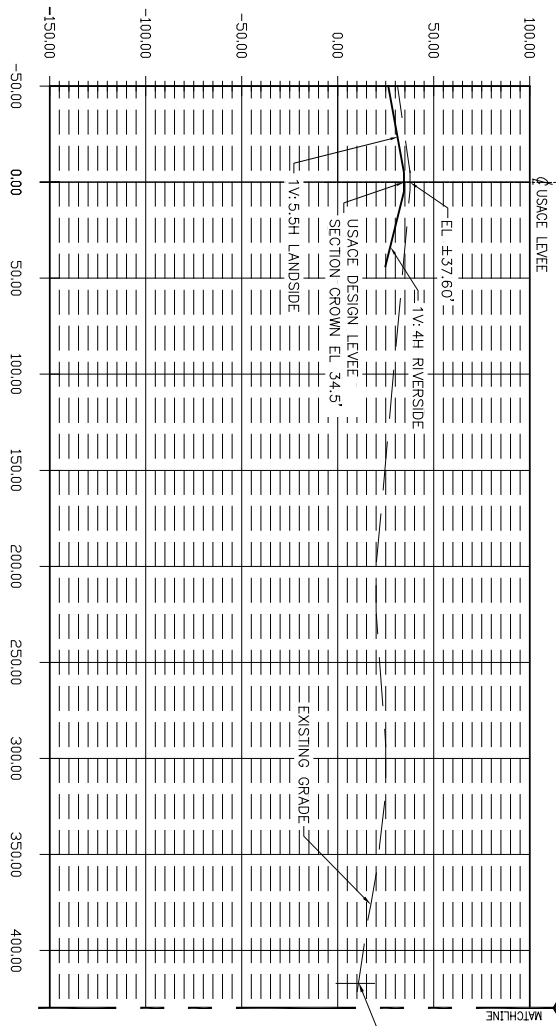 ℄ USACE LEVEE
EL ±37.60'
1V: 4H RIVERSIDE
USACE DESIGN LEVEE
SECTION CROWN EL 34.5'
1V: 5.5H LANDSIDE
EXISTING GRADE
MATCHLINE
100.00
50.00
0.00
-50.00
-100.00
-150.00
-50.00
0.00
50.00
100.00
150.00
200.00
250.00
300.00
350.00
400.00